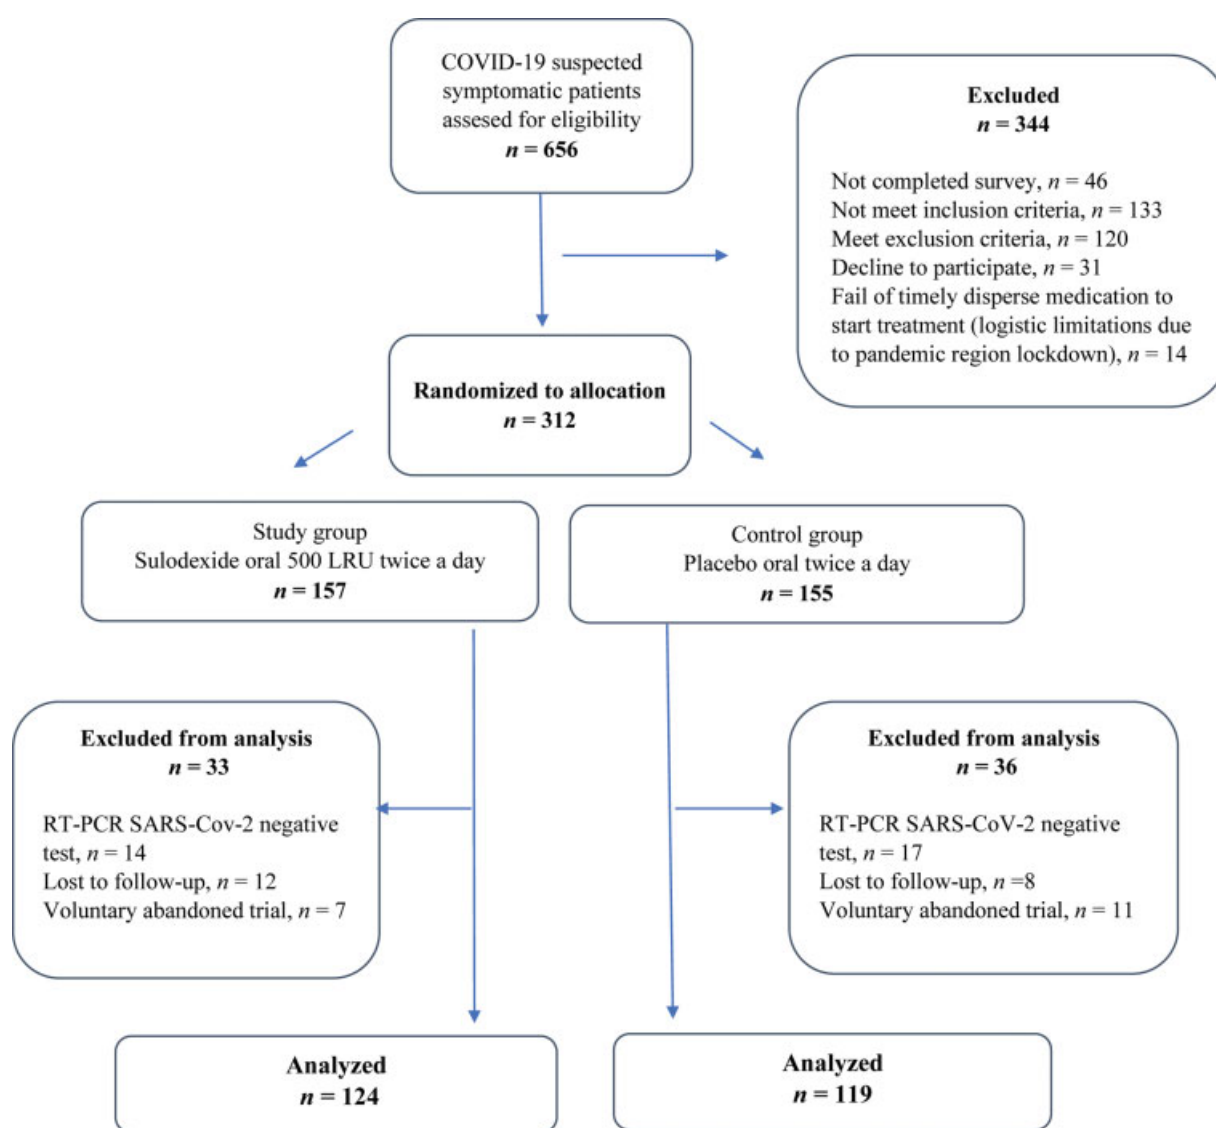 COVID-19 suspected
symptomatic patients
assesed for eligibility
n = 656
Excluded
n = 344
Not completed survey, n = 46
Not meet inclusion criteria, n = 133
Meet exclusion criteria, n = 120
Decline to participate, n = 31
Fail of timely disperse medication to
start treatment (logistic limitations due
to pandemic region lockdown), n = 14
Randomized to allocation
n = 312
Study group
Sulodexide oral 500 LRU twice a day
n = 157
Control group
Placebo oral twice a day
n = 155
Excluded from analysis
n = 33
RT-PCR SARS-Cov-2 negative
test, n = 14
Lost to follow-up, n = 12
Voluntary abandoned trial, n = 7
Excluded from analysis
n = 36
RT-PCR SARS-CoV-2 negative
test, n = 17
Lost to follow-up, n =8
Voluntary abandoned trial, n = 11
Analyzed
n = 124
Analyzed
n = 119